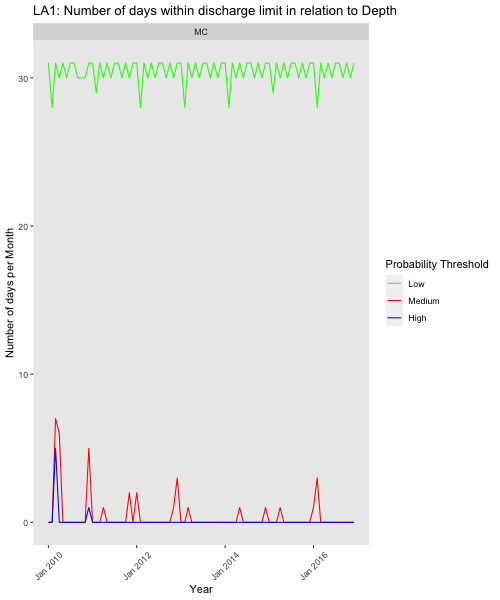 LA1: Number of days within discharge limit in relation to Depth
MC
30
20
10
0
Number of days per Month
Jan 2010
Jan 2012
Jan 2014
Jan 2016
Year
Probability Threshold
Low
Medium
High